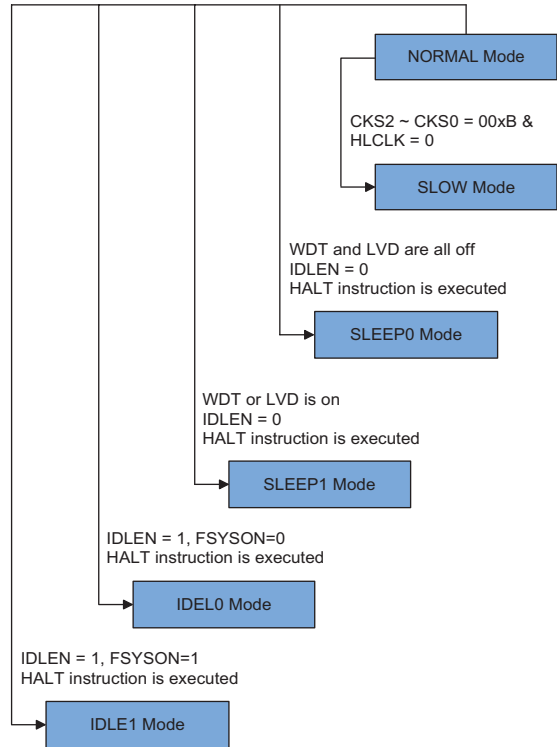 NORMAL Mode
CKS2 ~ CKS0 = 00xB &
HLCLK = 0
SLOW Mode
WDT and LVD are all off
IDLEN = 0
HALT instruction is executed
SLEEP0 Mode
WDT or LVD is on
IDLEN = 0
HALT instruction is executed
SLEEP1 Mode
IDLEN = 1, FSYSON=0
HALT instruction is executed
IDEL0 Mode
IDLEN = 1, FSYSON=1
HALT instruction is executed
IDLE1 Mode